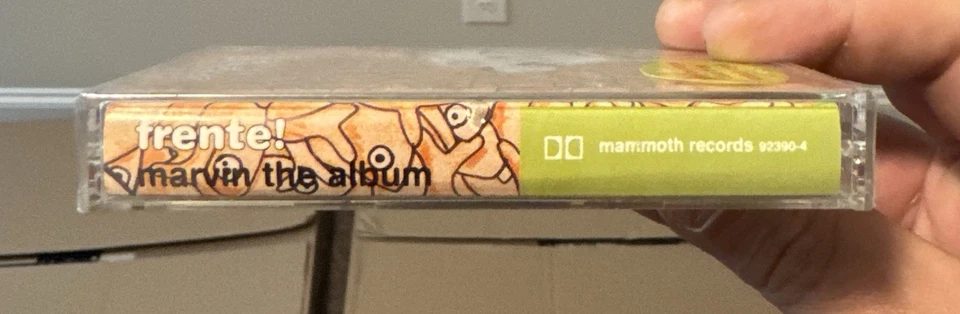 frente!
marvin the album
mammoth records 92390-4